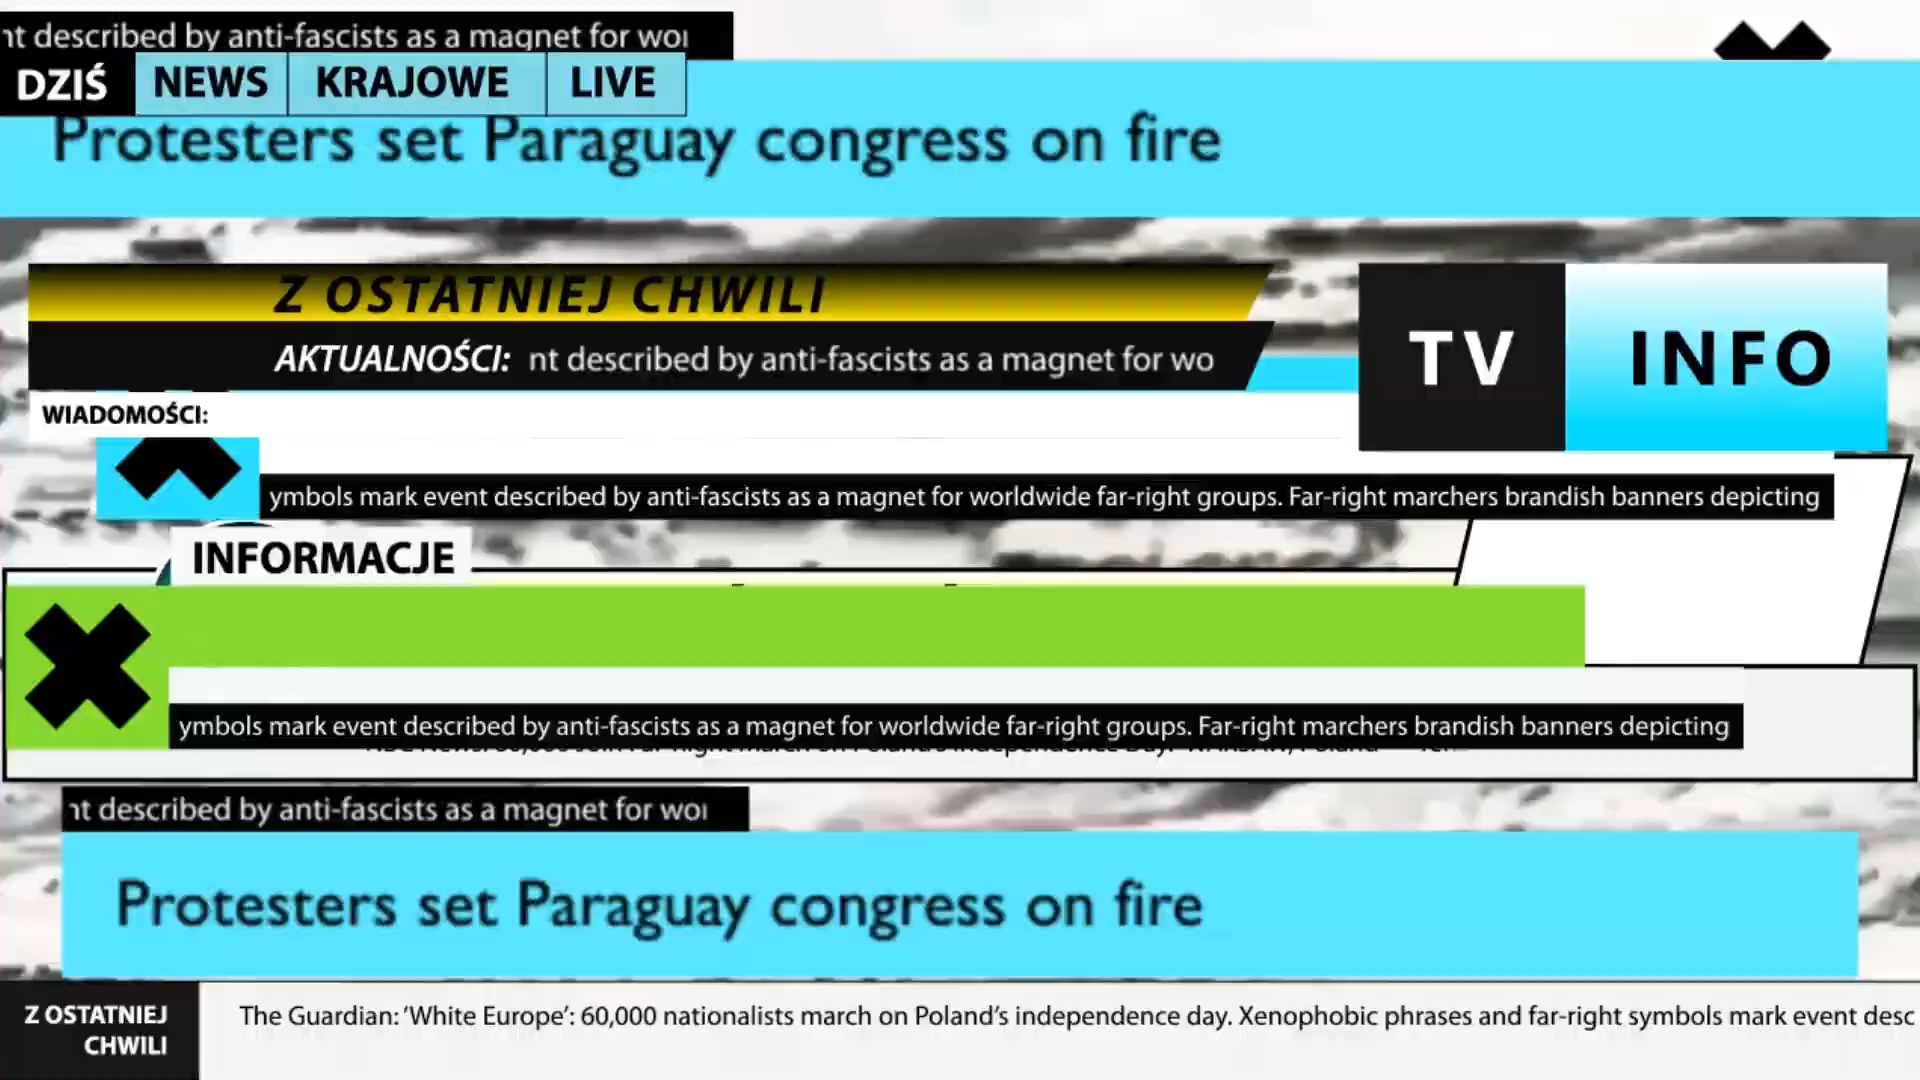 nt described by anti-fascists as a magnet for
DZIŚ NEWS KRAJOWE LIVE
Protesters set Paraguay congress on fire
Z OSTATNIEJ CHWILI
AKTUALNOŚCI: nt described by anti-fascists as a magnet for wo
TV INFO
WIADOMOŚCI:
ymbols mark event described by anti-fascists as a magnet for worldwide far-right groups. Far-right marchers brandish banners depicting
INFORMACJE
ymbols mark event described by anti-fascists as a magnet for worldwide far-right groups. Far-right marchers brandish banners depicting
nt described by anti-fascists as a magnet for
Protesters set Paraguay congress on fire
Z OSTATNIEJ
CHWILI
The Guardian: ‘White Europe’: 60,000 nationalists march on Poland’s independence day. Xenophobic phrases and far-right symbols mark event desc